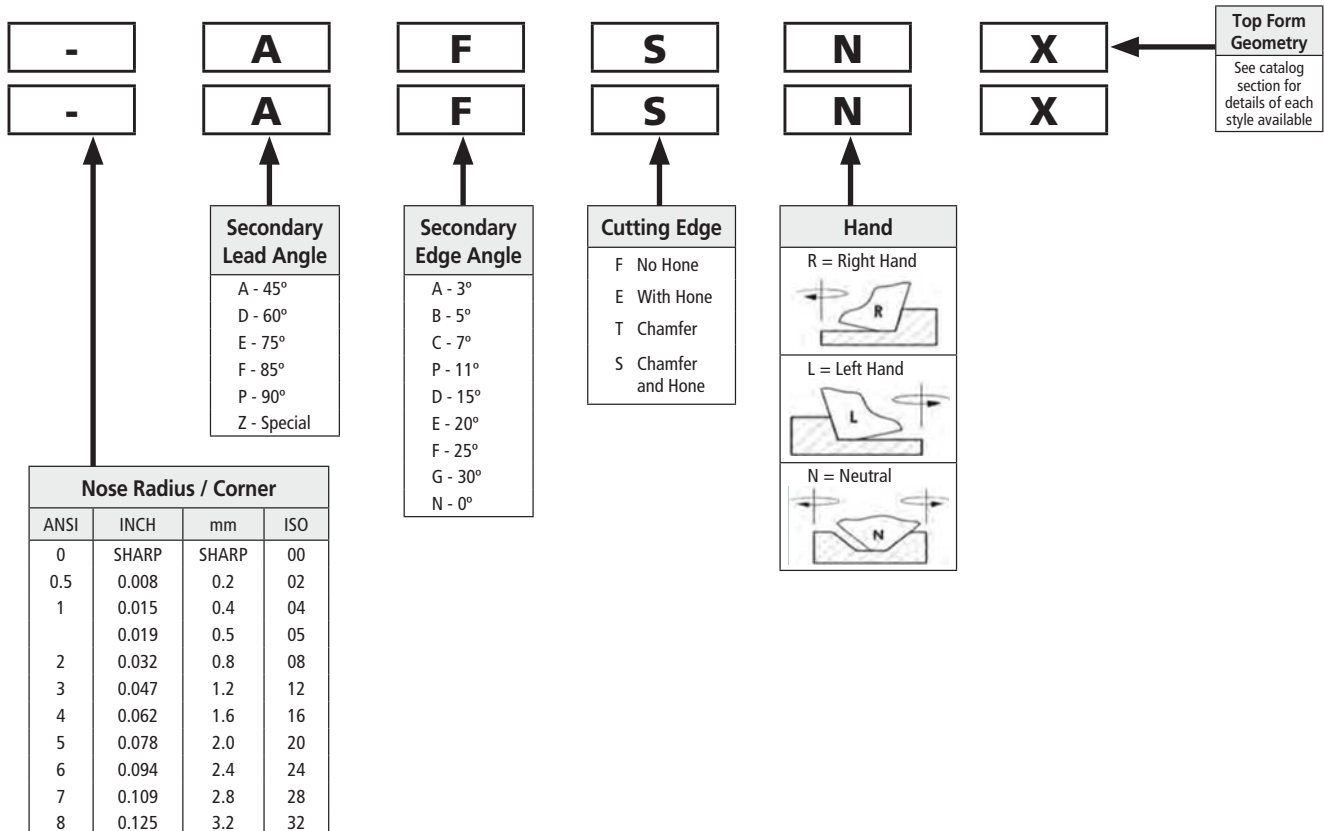 - A F S N X
- A F S N X
Top Form
Geometry
See catalog
section for
details of each
style available
Secondary
Lead Angle
A - 45º
D - 60º
E - 75º
F - 85º
P - 90º
Z - Special
Secondary
Edge Angle
A - 3º
B - 5º
C - 7º
P - 11º
D - 15º
E - 20º
F - 25º
G - 30º
N - 0º
Cutting Edge
F No Hone
E With Hone
T Chamfer
S Chamfer
and Hone
Hand
R = Right Hand
R
L = Left Hand
L
N = Neutral
N
Nose Radius / Corner
ANSI INCH mm ISO
0 SHARP SHARP 00
0.5 0.008 0.2 02
1 0.015 0.4 04
0.019 0.5 05
2 0.032 0.8 08
3 0.047 1.2 12
4 0.062 1.6 16
5 0.078 2.0 20
6 0.094 2.4 24
7 0.109 2.8 28
8 0.125 3.2 32